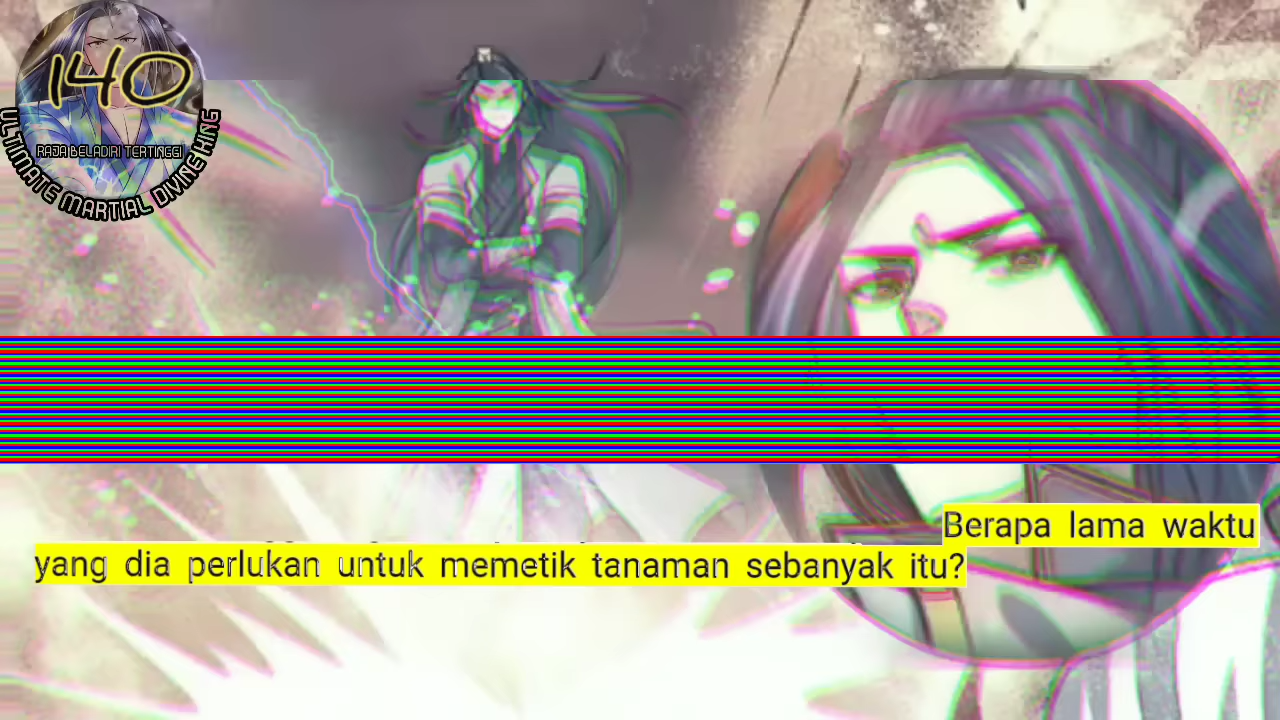 140
RAJA BELADIRI TERTINGGI
ULTIMATE MARTIAL DIVINE KING
Berapa lama waktu
yang dia perlukan untuk memetik tanaman sebanyak itu?